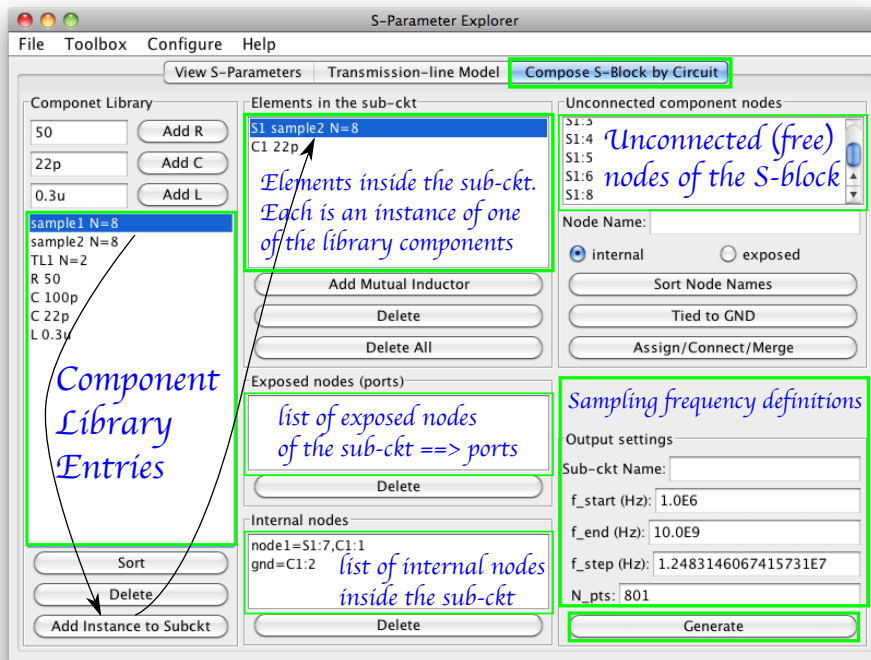 S-Parameter Explorer
File Toolbox Configure Help
View S-Parameters Transmission-line Model Compose S-Block by Circuit
Componet Library
50 Add R
22p Add C
0.3u Add L
sample1 N=8
sample2 N=8
TL1 N=2
R 50
C 100p
C 22p
L 0.3u
Component
Library
Entries
Sort
Delete
Add Instance to Subckt
Elements in the sub-ckt
S1 sample2 N=8
C1 22p
Elements inside the sub-ckt.
Each is an instance of one
of the library components
Add Mutual Inductor
Delete
Delete All
Exposed nodes (ports)
list of exposed nodes
of the sub-ckt ==> ports
Delete
Internal nodes
node1=S1:7,C1:1
gnd=C1:2
list of internal nodes
inside the sub-ckt
Delete
Unconnected component nodes
S1:3
S1:4
S1:5
S1:6
S1:8
Unconnected (free)
nodes of the S-block
Node Name:
internal exposed
Sort Node Names
Tied to GND
Assign/Connect/Merge
Sampling frequency definitions
Output settings
Sub-ckt Name:
f_start (Hz): 1.0E6
f_end (Hz): 10.0E9
f_step (Hz): 1.2483146067415731E7
N_pts: 801
Generate